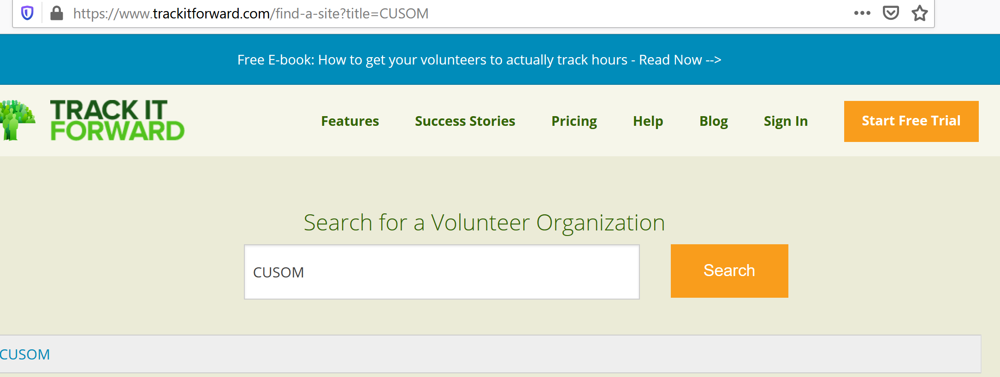 https://www.trackitforward.com/find-a-site?title=CUSOM
Free E-book: How to get your volunteers to actually track hours - Read Now -->
TRACK IT
FORWARD
Features Success Stories Pricing Help Blog Sign In Start Free Trial
Search for a Volunteer Organization
CUSOM Search
CUSOM